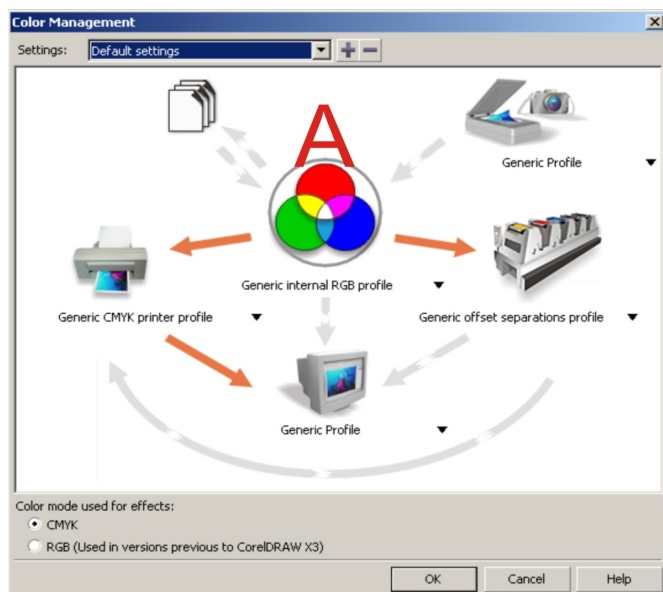 Color Management
Settings: Default settings
A
Generic Profile
Generic internal RGB profile
Generic CMYK printer profile
Generic offset separations profile
Generic Profile
Color mode used for effects:
CMYK
RGB (Used in versions previous to CorelDRAW X3)
OK Cancel Help